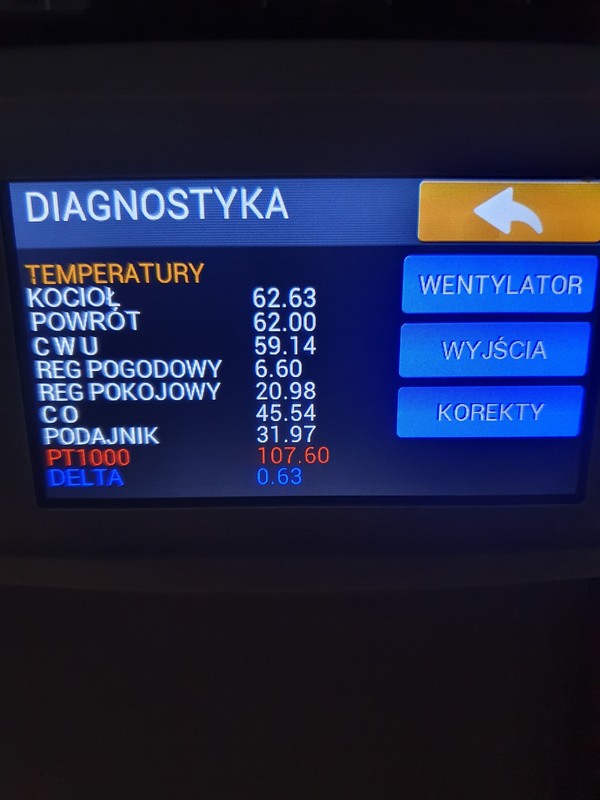 DIAGNOSTYKA
TEMPERATURY
KOCIOŁ 62.63
POWRÓT 62.00
CWU 59.14
REG POGODOWY 6.60
REG POKOJOWY 20.98
CO 45.54
PODAJNIK 31.97
PT1000 107.60
DELTA 0.63
WENTYLATOR
WYJŚCIA
KOREKTY